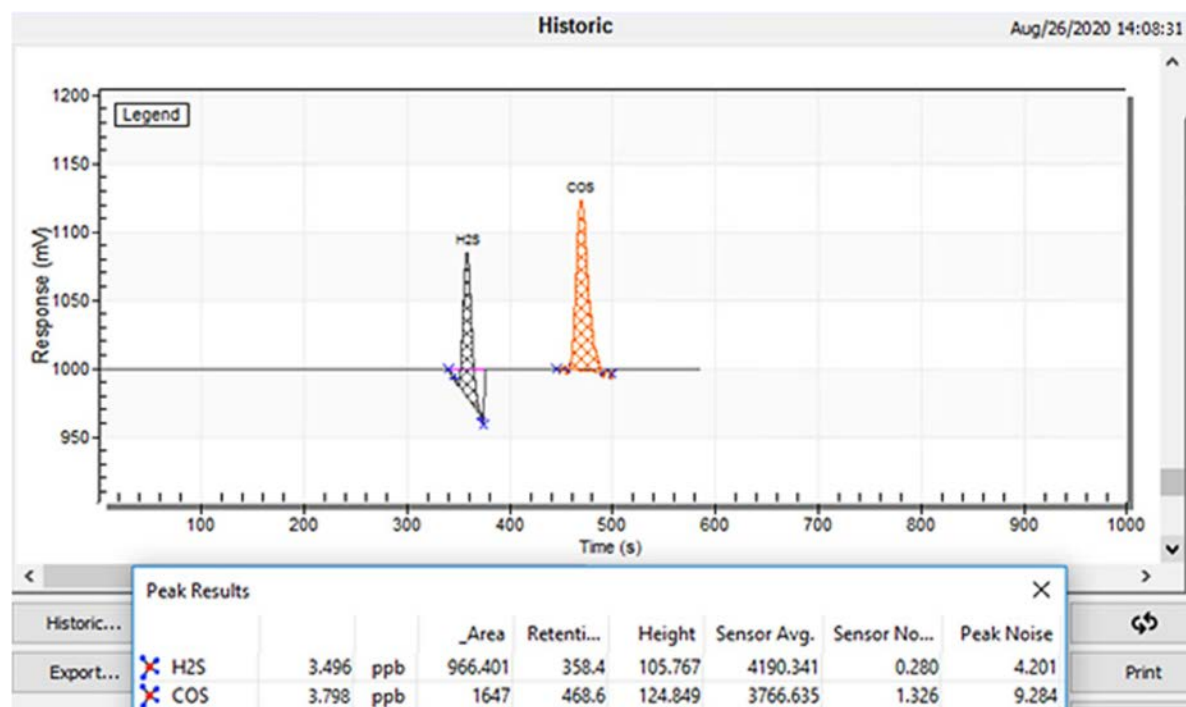 Historic
Aug/26/2020 14:08:31
1200
Legend
1150
COS
1100
H2S
Response (mV)
1050
1000
950
100 200 300 400 500 600 700 800 900 1000
Time (s)
Peak Results
Historic...
_Area Retenti... Height Sensor Avg. Sensor No... Peak Noise
Export...
H2S 3.496 ppb 966.401 358.4 105.767 4190.341 0.280 4.201
Print
COS 3.798 ppb 1647 468.6 124.849 3766.635 1.326 9.284